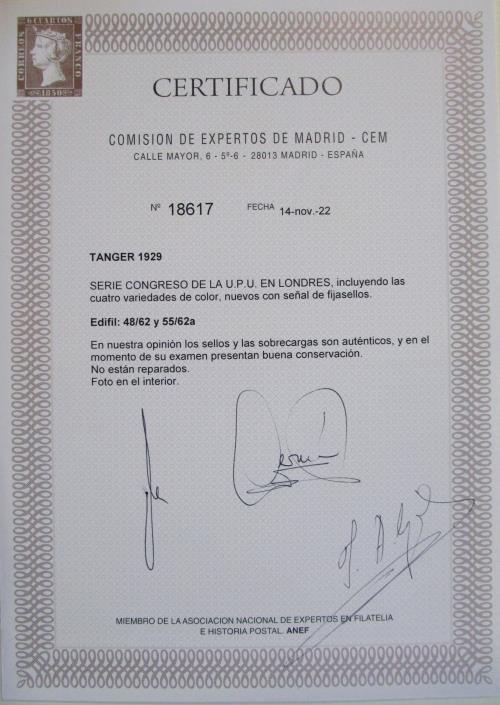 6 CUARTOS
CORREOS
FRANCO
1850
CERTIFICADO
COMISION DE EXPERTOS DE MADRID - CEM
CALLE MAYOR, 6 - 5º-6 - 28013 MADRID - ESPAÑA
Nº 18617 FECHA 14-nov.-22
TANGER 1929
SERIE CONGRESO DE LA U.P.U. EN LONDRES, incluyendo las
cuatro variedades de color, nuevos con señal de fijasellos.
Edifil: 48/62 y 55/62a
En nuestra opinión los sellos y las sobrecargas son auténticos, y en el
momento de su examen presentan buena conservación.
No están reparados.
Foto en el interior.
MIEMBRO DE LA ASOCIACION NACIONAL DE EXPERTOS EN FILATELIA
E HISTORIA POSTAL. ANEF